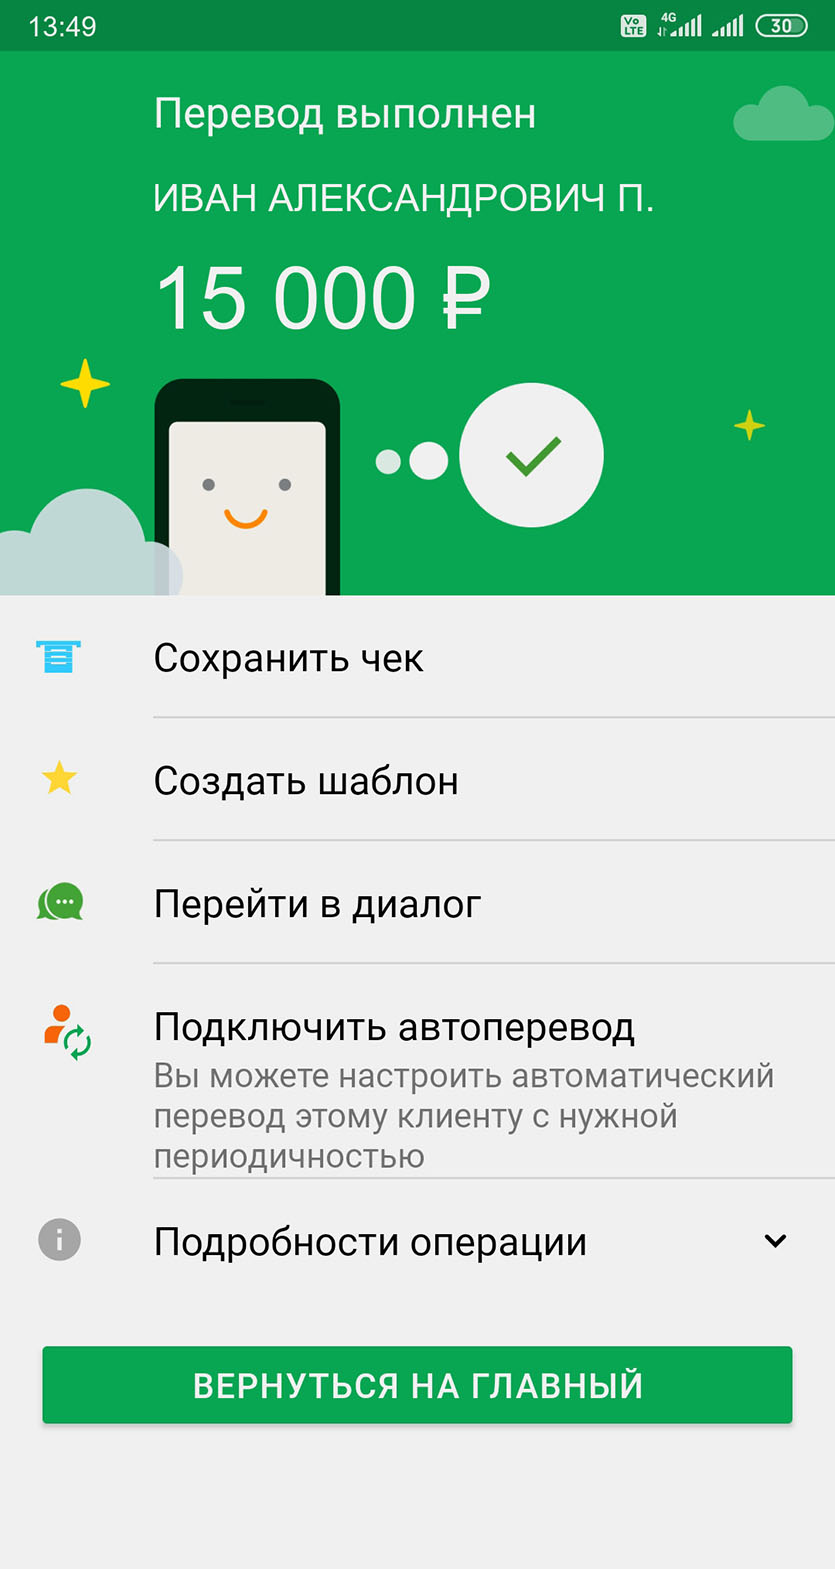 13:49
Vo
LTE
4G
30
Перевод выполнен
ИВАН АЛЕКСАНДРОВИЧ П.
15 000 ₽
Сохранить чек
Создать шаблон
Перейти в диалог
Подключить автоперевод
Вы можете настроить автоматический
перевод этому клиенту с нужной
периодичностью
Подробности операции
ВЕРНУТЬСЯ НА ГЛАВНЫЙ